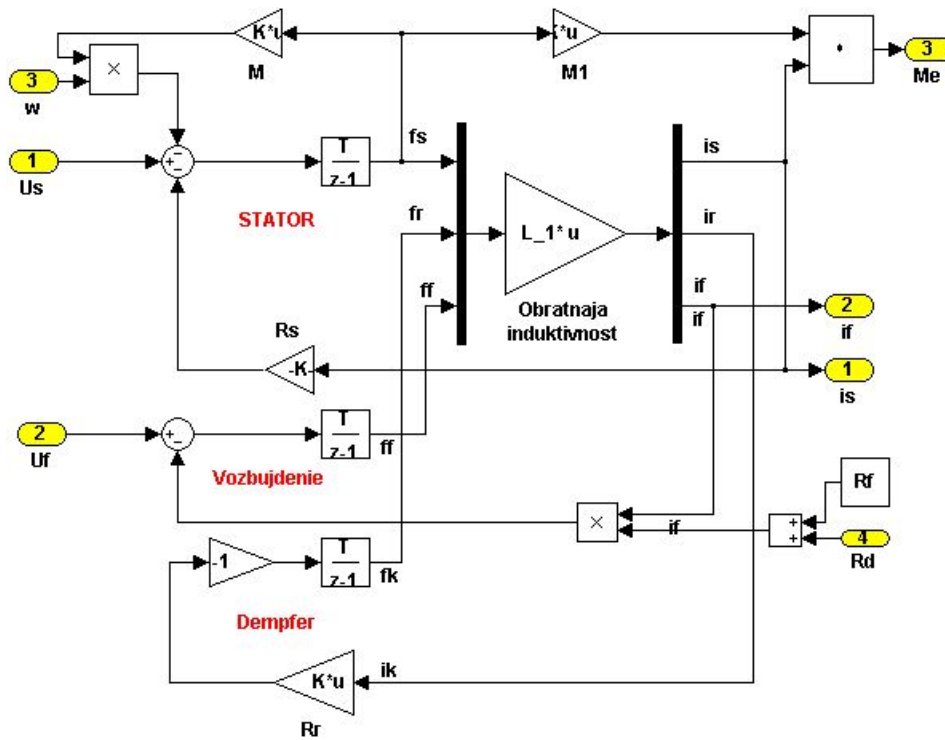 K*u
M
K*u
M1
3
Me
3
w
×
1
Us
STATOR
T
z-1
fs
fr
ff
L_1* u
Obratnaja
induktivnost
is
ir
if
if
2
if
1
is
Rs
-K-
2
Uf
Vozbujdenie
T
z-1
ff
×
if
Rf
4
Rd
-1
T
z-1
fk
Dempfer
K*u
Rr
ik